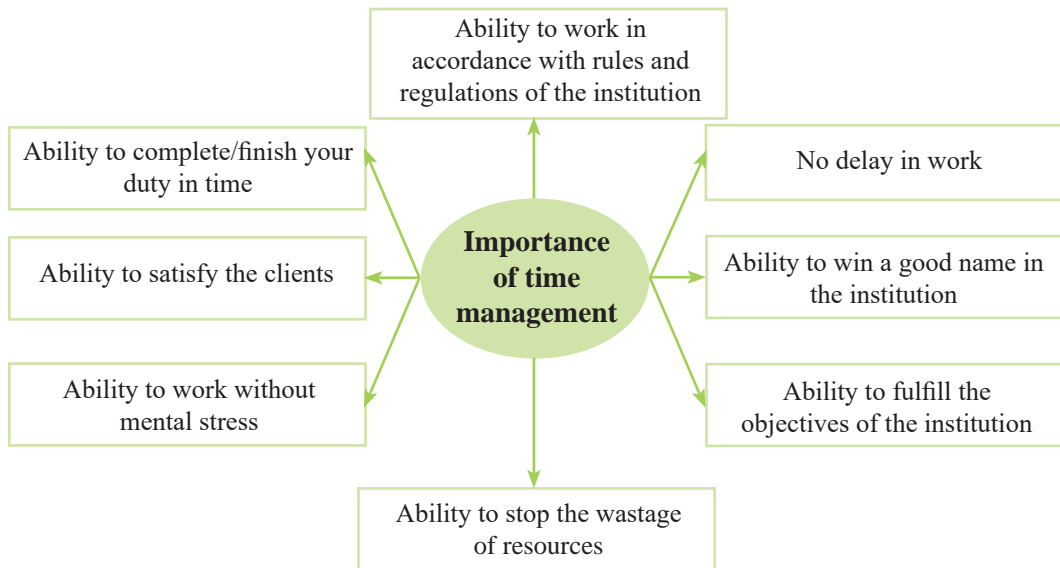 Ability to work in
accordance with rules and
regulations of the institution
Ability to complete/finish your
duty in time
No delay in work
Importance
of time
management
Ability to satisfy the clients
Ability to win a good name in
the institution
Ability to work without
mental stress
Ability to fulfill the
objectives of the institution
Ability to stop the wastage
of resources